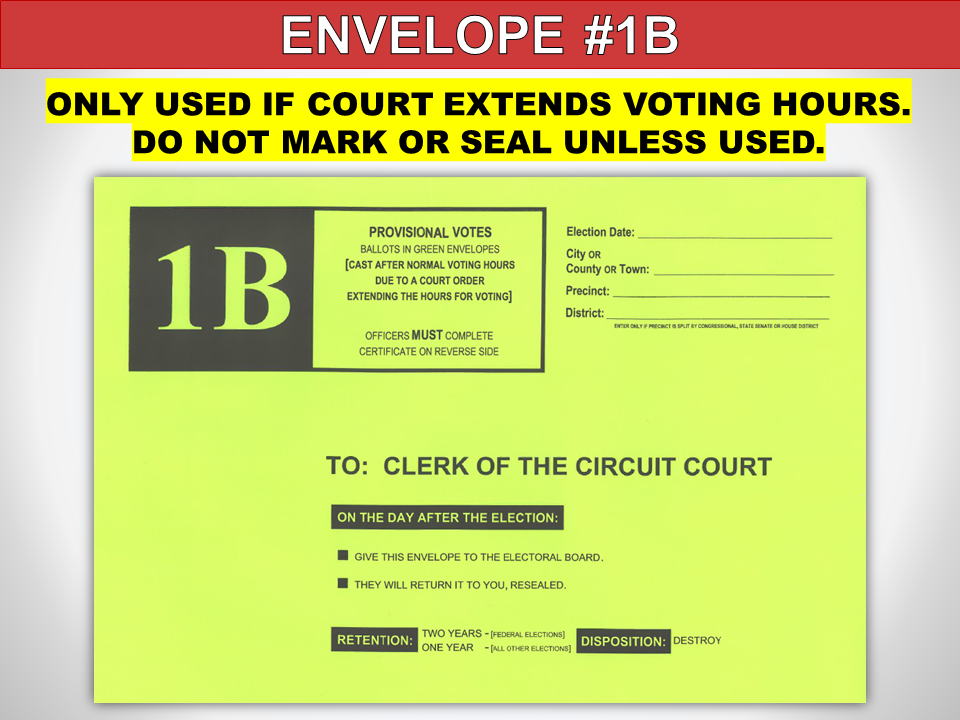 ENVELOPE #1B
ONLY USED IF COURT EXTENDS VOTING HOURS.
DO NOT MARK OR SEAL UNLESS USED.
1B
PROVISIONAL VOTES
BALLOTS IN GREEN ENVELOPES
[CAST AFTER NORMAL VOTING HOURS
DUE TO A COURT ORDER
EXTENDING THE HOURS FOR VOTING]
OFFICERS MUST COMPLETE
CERTIFICATE ON REVERSE SIDE
Election Date:
City OR
County OR Town:
Precinct:
District:
ENTER ONLY IF PRECINCT IS SPLIT BY CONGRESSIONAL, STATE SENATE OR HOUSE DISTRICT
TO: CLERK OF THE CIRCUIT COURT
ON THE DAY AFTER THE ELECTION:
■ GIVE THIS ENVELOPE TO THE ELECTORAL BOARD.
■ THEY WILL RETURN IT TO YOU, RESEALED.
RETENTION: TWO YEARS - [FEDERAL ELECTIONS]
ONE YEAR - [ALL OTHER ELECTIONS]
DISPOSITION: DESTROY